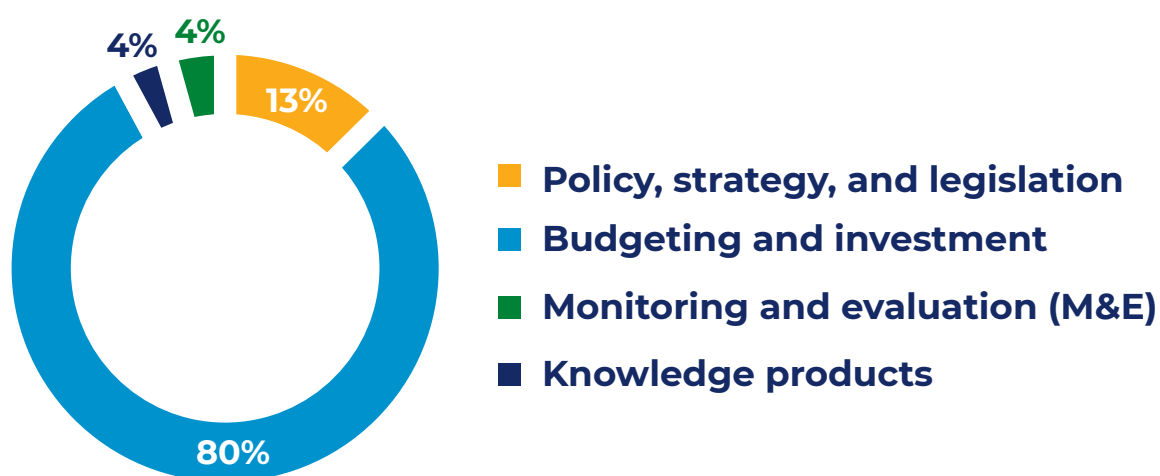 4%
4%
13%
Policy, strategy, and legislation
Budgeting and investment
Monitoring and evaluation (M&E)
Knowledge products
80%